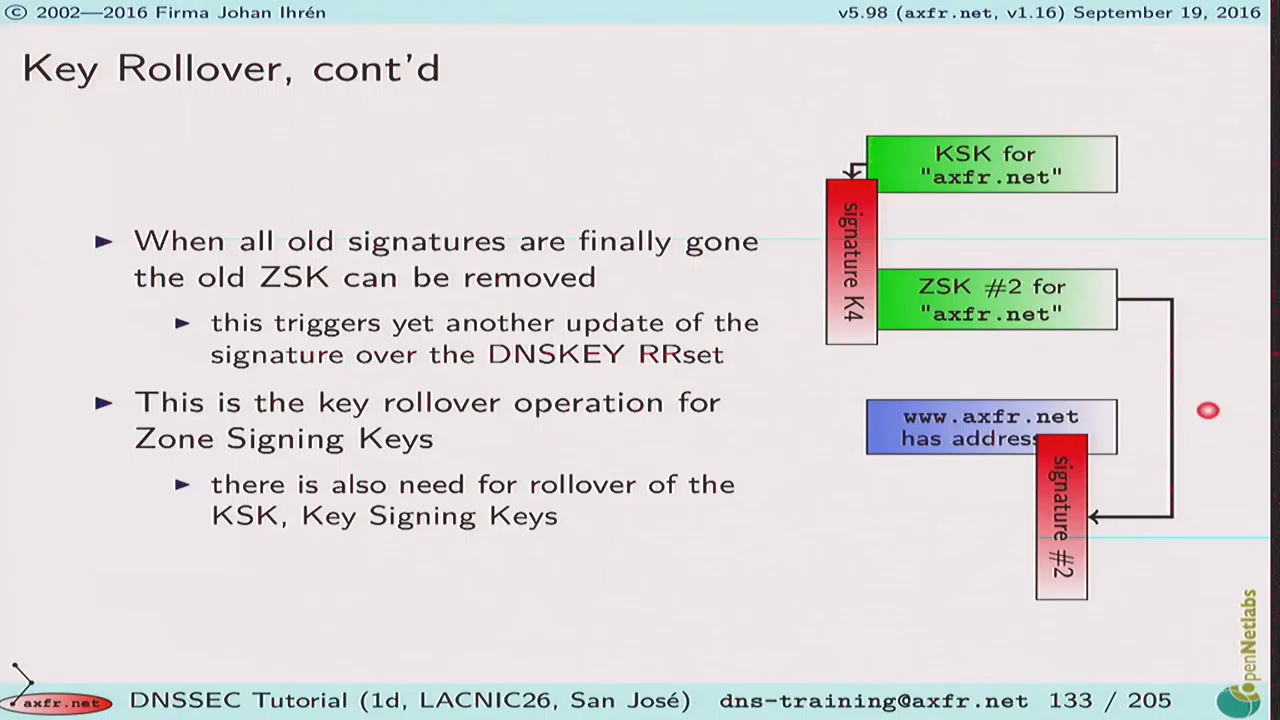 © 2002—2016 Firma Johan Ihrén
v5.98 (axfr.net, v1.16) September 19, 2016
Key Rollover, cont'd
When all old signatures are finally gone
the old ZSK can be removed
this triggers yet another update of the
signature over the DNSKEY RRset
This is the key rollover operation for
Zone Signing Keys
there is also need for rollover of the
KSK, Key Signing Keys
KSK for
"axfr.net"
signature K4
ZSK #2 for
"axfr.net"
www.axfr.net
has address
signature #2
OpenNetlabs
axfr.net
DNSSEC Tutorial (1d, LACNIC26, San José)
dns-training@axfr.net
133 / 205